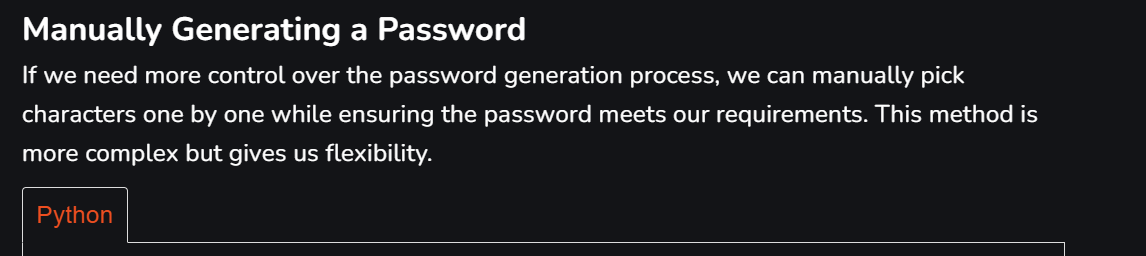 Manually Generating a Password
If we need more control over the password generation process, we can manually pick
characters one by one while ensuring the password meets our requirements. This method is
more complex but gives us flexibility.
Python